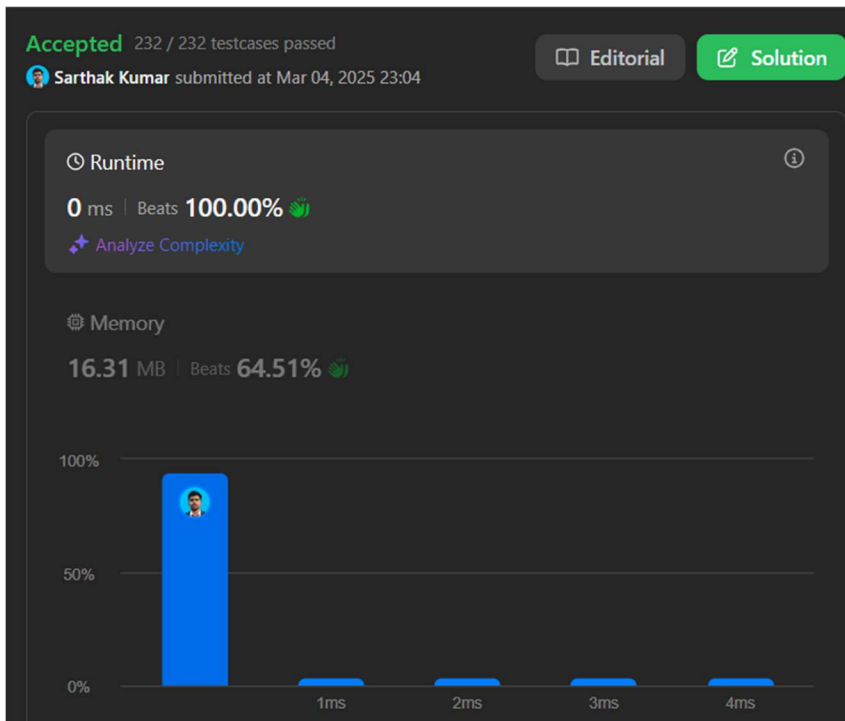 Accepted 232 / 232 testcases passed
Sarthak Kumar submitted at Mar 04, 2025 23:04
Editorial
Solution
Runtime
0 ms | Beats 100.00%
Analyze Complexity
Memory
16.31 MB | Beats 64.51%
100%
50%
0%
1ms 2ms 3ms 4ms